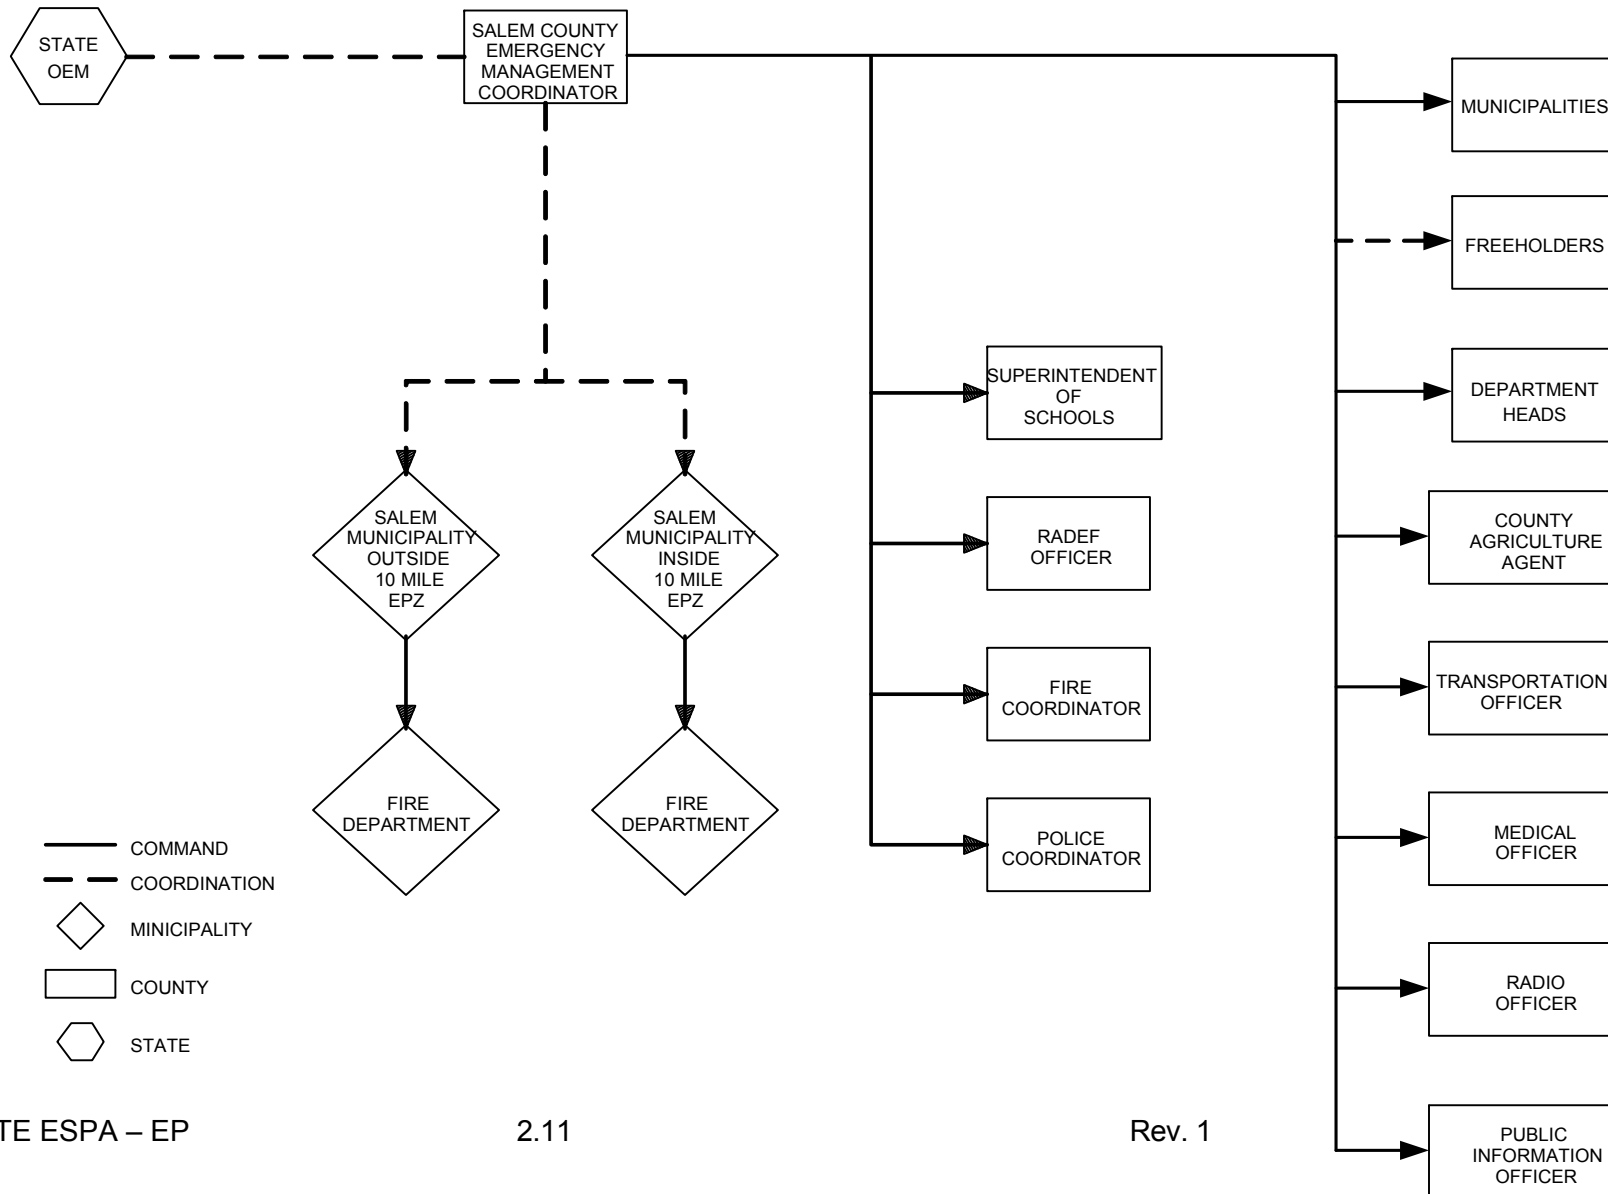 STATE
OEM
SALEM COUNTY
EMERGENCY
MANAGEMENT
COORDINATOR
MUNICIPALITIES
FREEHOLDERS
DEPARTMENT
HEADS
SUPERINTENDENT
OF
SCHOOLS
COUNTY
AGRICULTURE
AGENT
SALEM
MUNICIPALITY
OUTSIDE
10 MILE
EPZ
SALEM
MUNICIPALITY
INSIDE
10 MILE
EPZ
RADEF
OFFICER
TRANSPORTATION
OFFICER
FIRE
COORDINATOR
FIRE
DEPARTMENT
FIRE
DEPARTMENT
POLICE
COORDINATOR
MEDICAL
OFFICER
RADIO
OFFICER
PUBLIC
INFORMATION
OFFICER
COMMAND
COORDINATION
MINICIPALITY
COUNTY
STATE
TE ESPA – EP
2.11
Rev. 1